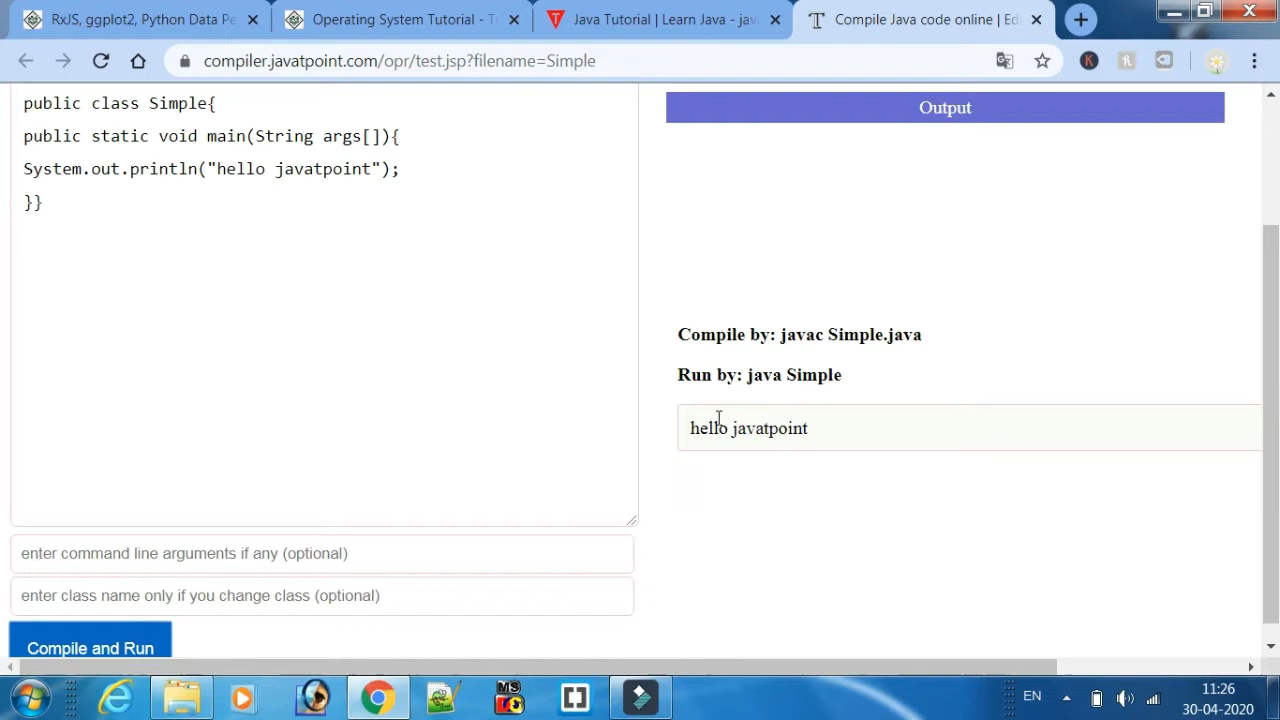 RxJS, ggplot2, Python Data Pe
Operating System Tutorial - T
Java Tutorial | Learn Java - jav
Compile Java code online | Ed
compiler.javatpoint.com/opr/test.jsp?filename=Simple
public class Simple{
public static void main(String args[]){
System.out.println("hello javatpoint");
}}
enter command line arguments if any (optional)
enter class name only if you change class (optional)
Compile and Run
Output
Compile by: javac Simple.java
Run by: java Simple
hello javatpoint
EN
11:26
30-04-2020